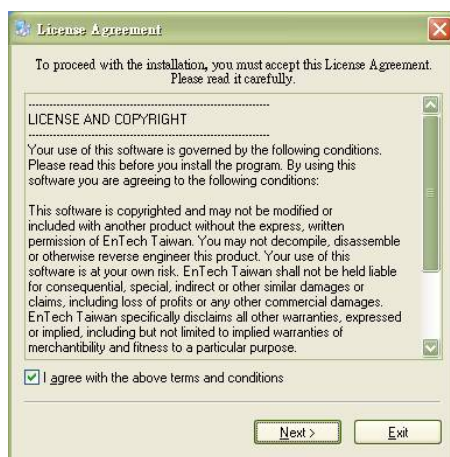 License Agreement
To proceed with the installation, you must accept this License Agreement.
Please read it carefully.
----------------------------------------------------------------
LICENSE AND COPYRIGHT
----------------------------------------------------------------
Your use of this software is governed by the following conditions.
Please read this before you install the program. By using this
software you are agreeing to the following conditions:
This software is copyrighted and may not be modified or
included with another product without the express, written
permission of EnTech Taiwan. You may not decompile, disassemble
or otherwise reverse engineer this product. Your use of this
software is at your own risk. EnTech Taiwan shall not be held liable
for consequential, special, indirect or other similar damages or
claims, including loss of profits or any other commercial damages.
EnTech Taiwan specifically disclaims all other warranties, expressed
or implied, including but not limited to implied warranties of
merchantibility and fitness to a particular purpose.
I agree with the above terms and conditions
Next >
Exit